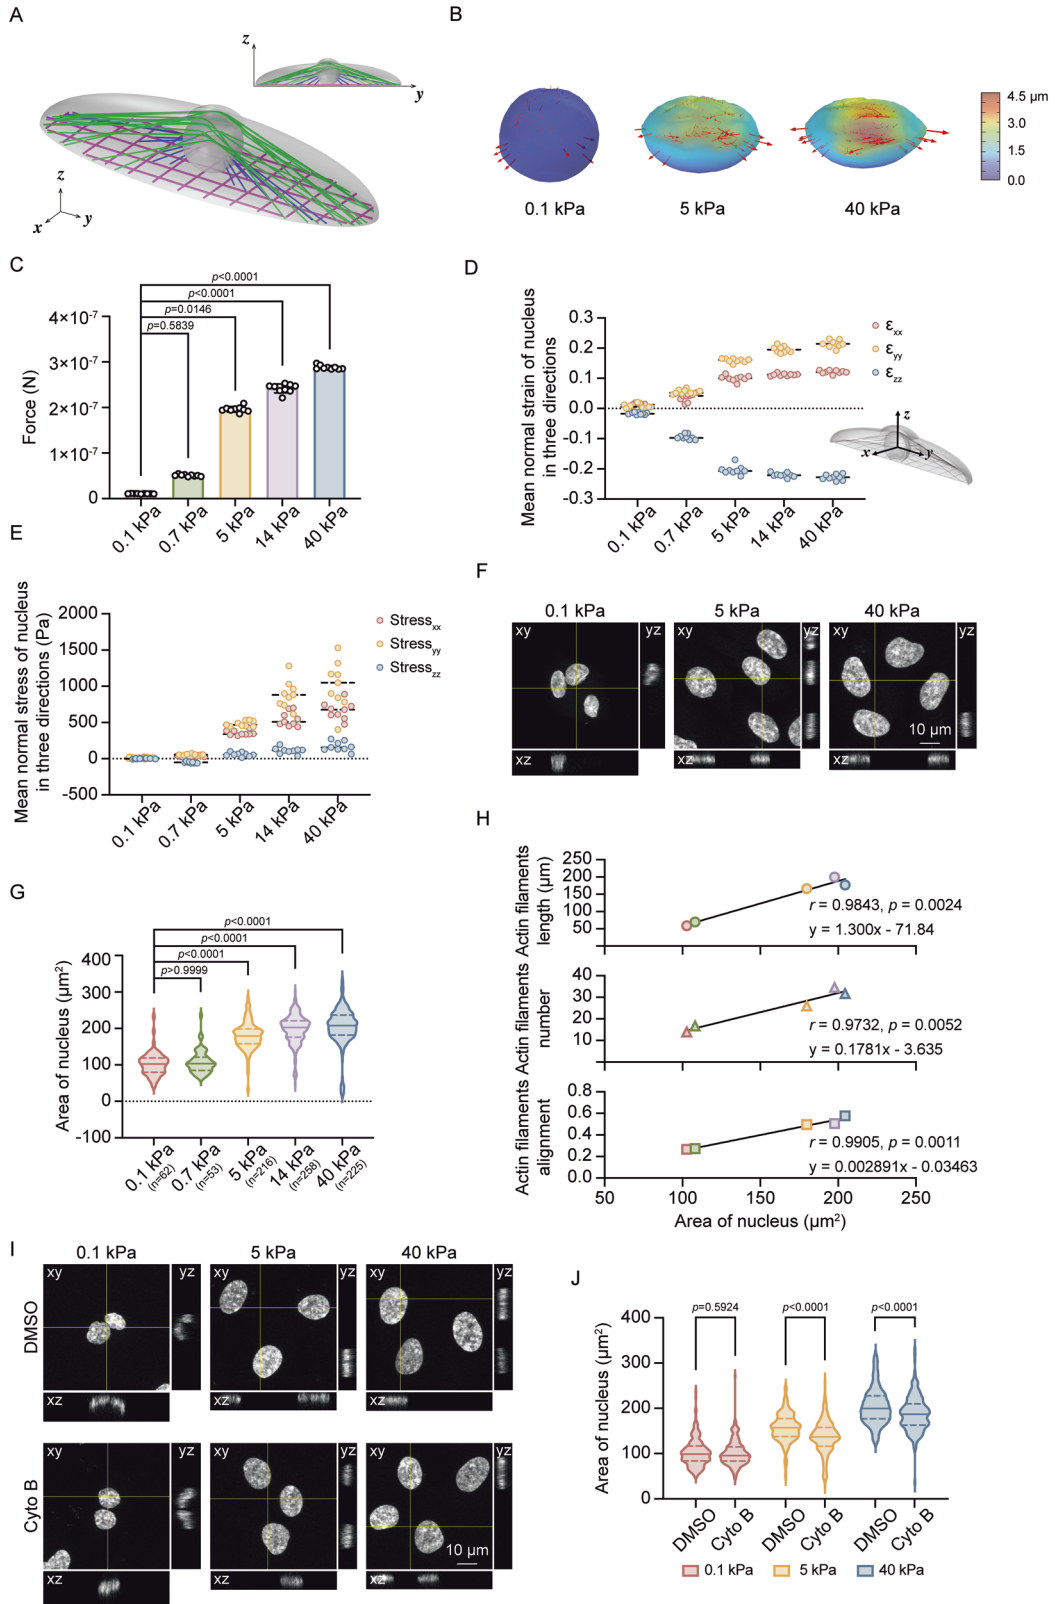 A
z
y
z
x
y
B
4.5 µm
3.0
1.5
0.0
0.1 kPa
5 kPa
40 kPa
C
p<0.0001
p<0.0001
p=0.0146
p=0.5839
Force (N)
4×10⁻⁷
3×10⁻⁷
2×10⁻⁷
1×10⁻⁷
0
0.1 kPa
0.7 kPa
5 kPa
14 kPa
40 kPa
D
Mean normal strain of nucleus
in three directions
0.3
0.2
0.1
0.0
-0.1
-0.2
-0.3
0.1 kPa
0.7 kPa
5 kPa
14 kPa
40 kPa
εxx
εyy
εzz
z
x
y
E
Mean normal stress of nucleus
in three directions (Pa)
2000
1500
1000
500
0
-500
0.1 kPa
0.7 kPa
5 kPa
14 kPa
40 kPa
Stressxx
Stressyy
Stresszz
F
0.1 kPa
5 kPa
40 kPa
xy
yz
xz
xy
yz
xz
xy
yz
10 µm
xz
G
p<0.0001
p<0.0001
p<0.0001
p>0.9999
Area of nucleus (µm²)
400
300
200
100
0
-100
0.1 kPa
(n=62)
0.7 kPa
(n=53)
5 kPa
(n=216)
14 kPa
(n=258)
40 kPa
(n=225)
H
Actin filaments
length (µm)
250
200
150
100
50
r = 0.9843, p = 0.0024
y = 1.300x - 71.84
Actin filaments
number
40
30
20
10
r = 0.9732, p = 0.0052
y = 0.1781x - 3.635
Actin filaments
alignment
0.8
0.6
0.4
0.2
0.0
r = 0.9905, p = 0.0011
y = 0.002891x - 0.03463
50
100
150
200
250
Area of nucleus (µm²)
I
0.1 kPa
5 kPa
40 kPa
DMSO
xy
yz
xz
xy
yz
xz
xy
yz
xz
Cyto B
xy
yz
xz
xy
yz
xz
xy
yz
10 µm
xz
J
p=0.5924
p<0.0001
p<0.0001
Area of nucleus (µm²)
400
300
200
100
0
DMSO
Cyto B
DMSO
Cyto B
DMSO
Cyto B
0.1 kPa
5 kPa
40 kPa